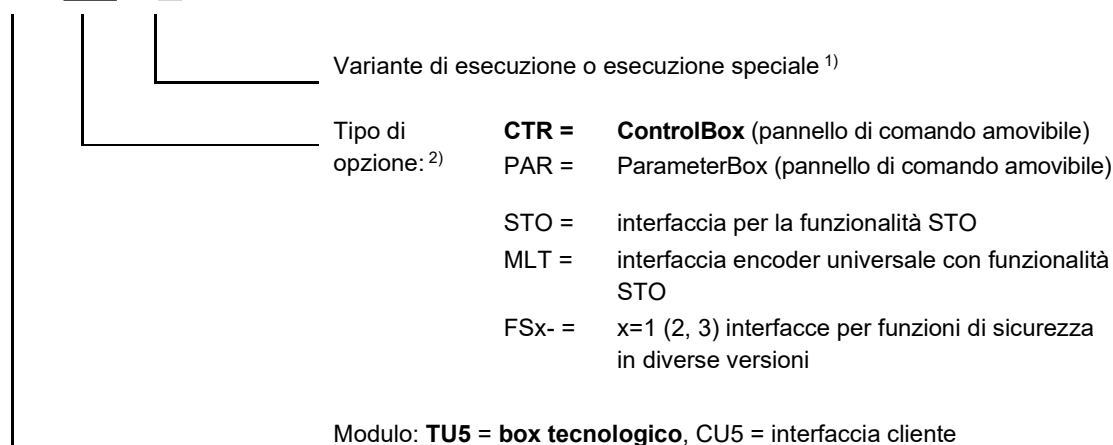 Variante di esecuzione o esecuzione speciale 1)
Tipo di opzione: 2)
CTR = ControlBox (pannello di comando amovibile)
PAR = ParameterBox (pannello di comando amovibile)
STO = interfaccia per la funzionalità STO
MLT = interfaccia encoder universale con funzionalità
STO
FSx- = x=1 (2, 3) interfacce per funzioni di sicurezza
in diverse versioni
Modulo: TU5 = box tecnologico, CU5 = interfaccia cliente